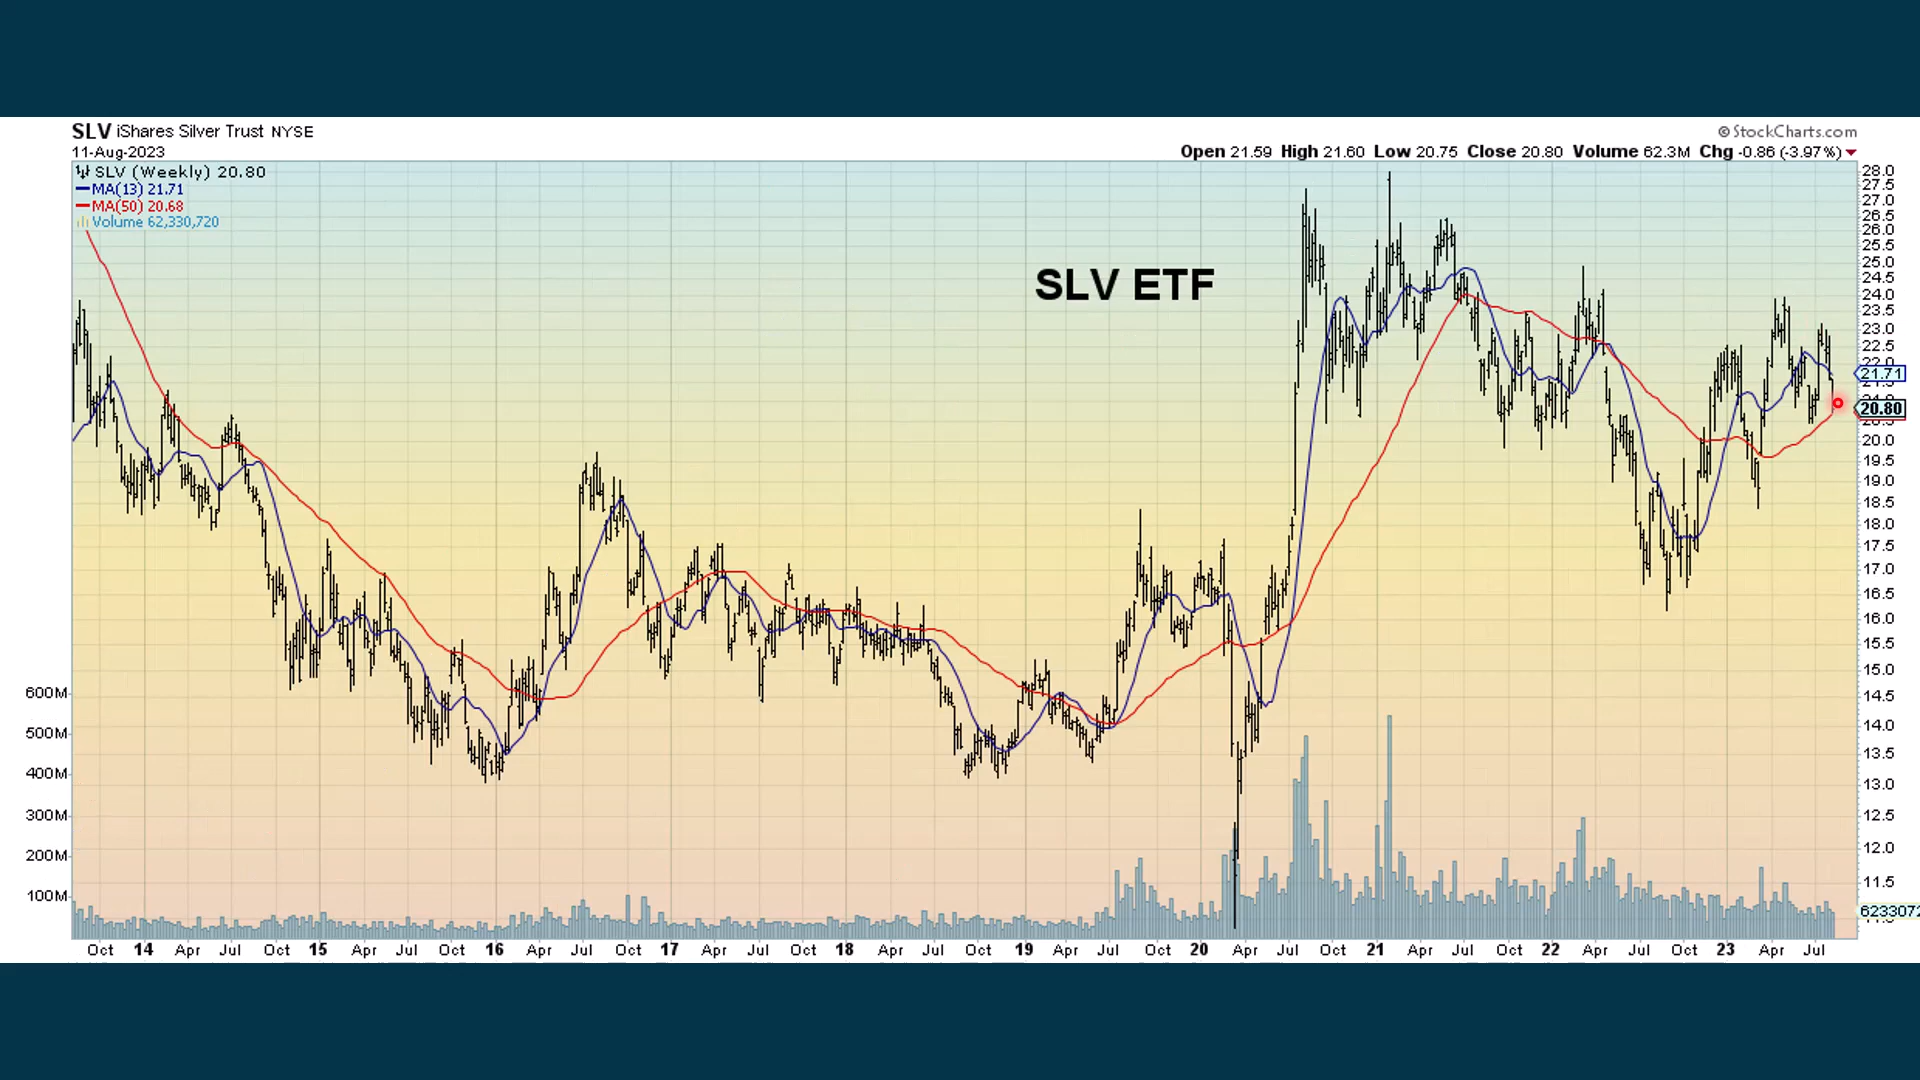 SLV iShares Silver Trust NYSE
© StockCharts.com
11-Aug-2023
Open 21.59 High 21.60 Low 20.75 Close 20.80 Volume 62.3M Chg -0.86 (-3.97%)
SLV (Weekly) 20.80
MA(13) 21.71
MA(50) 20.68
Volume 62,330,720
SLV ETF
28.0
27.5
27.0
26.5
26.0
25.5
25.0
24.5
24.0
23.5
23.0
22.5
22.0
21.71
20.80
20.0
19.5
19.0
18.5
18.0
17.5
17.0
16.5
16.0
15.5
15.0
14.5
14.0
13.5
13.0
12.5
12.0
11.5
6233072
600M
500M
400M
300M
200M
100M
Oct 14 Apr Jul Oct 15 Apr Jul Oct 16 Apr Jul Oct 17 Apr Jul Oct 18 Apr Jul Oct 19 Apr Jul Oct 20 Apr Jul Oct 21 Apr Jul Oct 22 Apr Jul Oct 23 Apr Jul